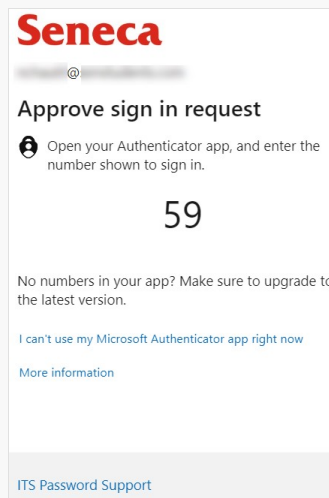 Seneca
@
Approve sign in request
Open your Authenticator app, and enter the
number shown to sign in.
59
No numbers in your app? Make sure to upgrade to
the latest version.
I can't use my Microsoft Authenticator app right now
More information
ITS Password Support